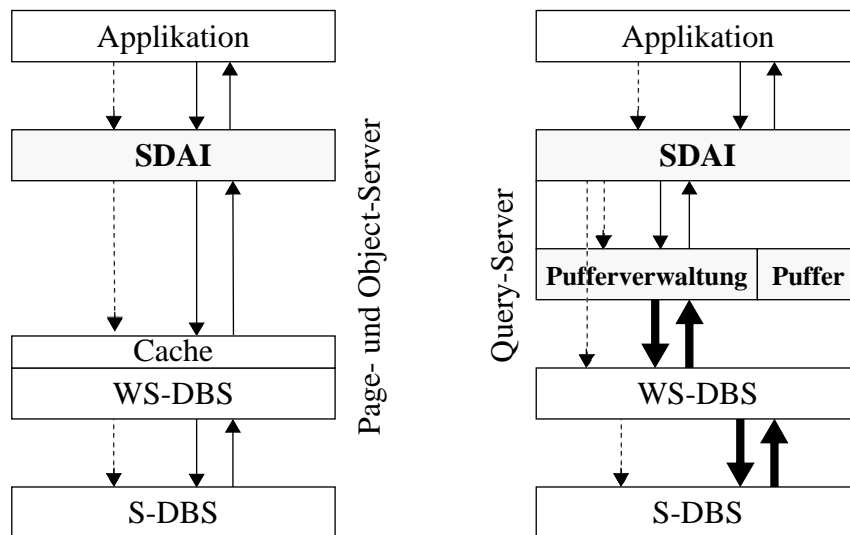 Applikation
SDAI
Cache
WS-DBS
S-DBS
Page- und Object-Server
Query-Server
Applikation
SDAI
Pufferverwaltung
Puffer
WS-DBS
S-DBS